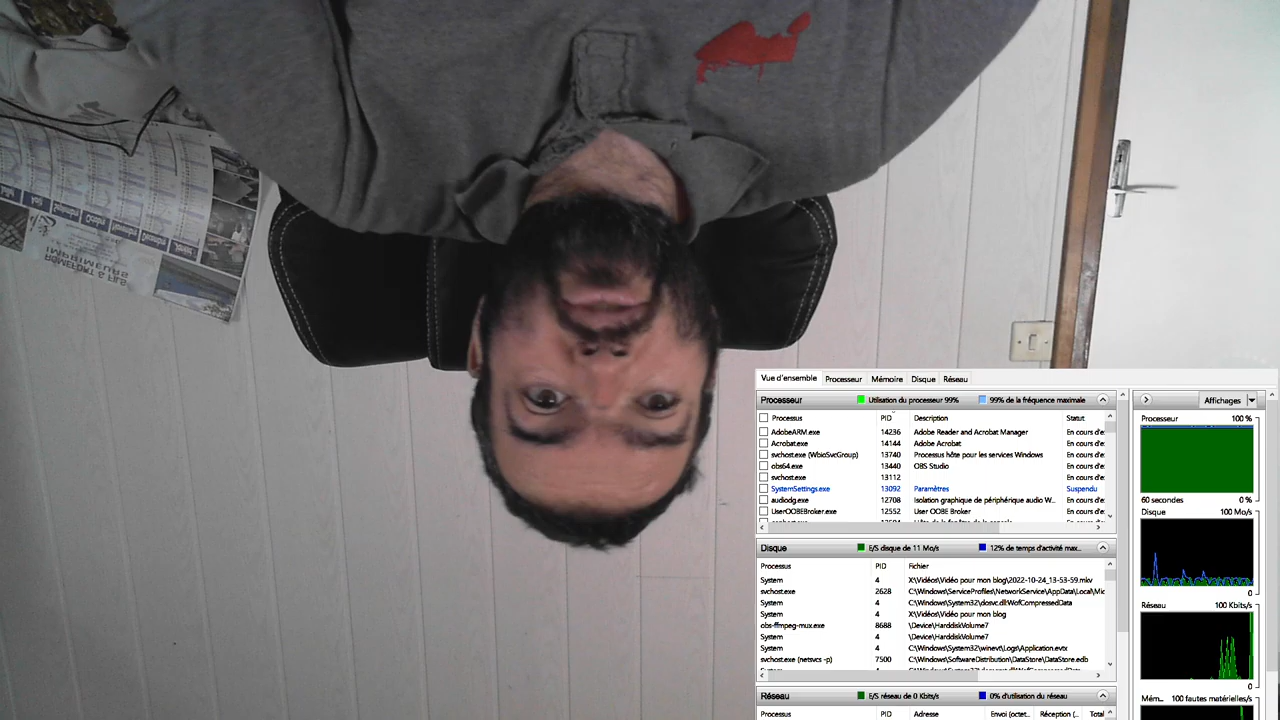 ROMEFORT & FILS
IMPRIMEURS
Vue d'ensemble Processeur Mémoire Disque Réseau
Processeur Utilisation du processeur 99% 99% de la fréquence maximale
Processus PID Description Statut
AdobeARM.exe 14236 Adobe Reader and Acrobat Manager En cours d'e
Acrobat.exe 14144 Adobe Acrobat En cours d'e
svchost.exe (WbioSvcGroup) 13740 Processus hôte pour les services Windows En cours d'e
obs64.exe 13440 OBS Studio En cours d'e
svchost.exe 13112 En cours d'e
SystemSettings.exe 13092 Paramètres Suspendu
audiodg.exe 12708 Isolation graphique de périphérique audio W... En cours d'e
UserOOBEBroker.exe 12552 User OOBE Broker En cours d'e
Disque E/S disque de 11 Mo/s 12% de temps d'activité max...
Processus PID Fichier
System 4 X:\Vidéos\Vidéo pour mon blog\2022-10-24_13-53-59.mkv
svchost.exe 2628 C:\Windows\ServiceProfiles\NetworkService\AppData\Local\Mic
System 4 C:\Windows\System32\dosvc.dll:WofCompressedData
System 4 X:\Vidéos\Vidéo pour mon blog
obs-ffmpeg-mux.exe 8688 \Device\HarddiskVolume7
System 4 \Device\HarddiskVolume7
System 4 C:\Windows\System32\winevt\Logs\Application.evtx
svchost.exe (netsvcs -p) 7500 C:\Windows\SoftwareDistribution\DataStore\DataStore.edb
Réseau E/S réseau de 0 Kbits/s 0% d'utilisation du réseau
Processus PID Adresse Envoi (octet... Réception (... Total
Affichages
Processeur 100 %
60 secondes 0 %
Disque 100 Mo/s
0
Réseau 100 Kbits/s
0
Mém... 100 fautes matérielles/s